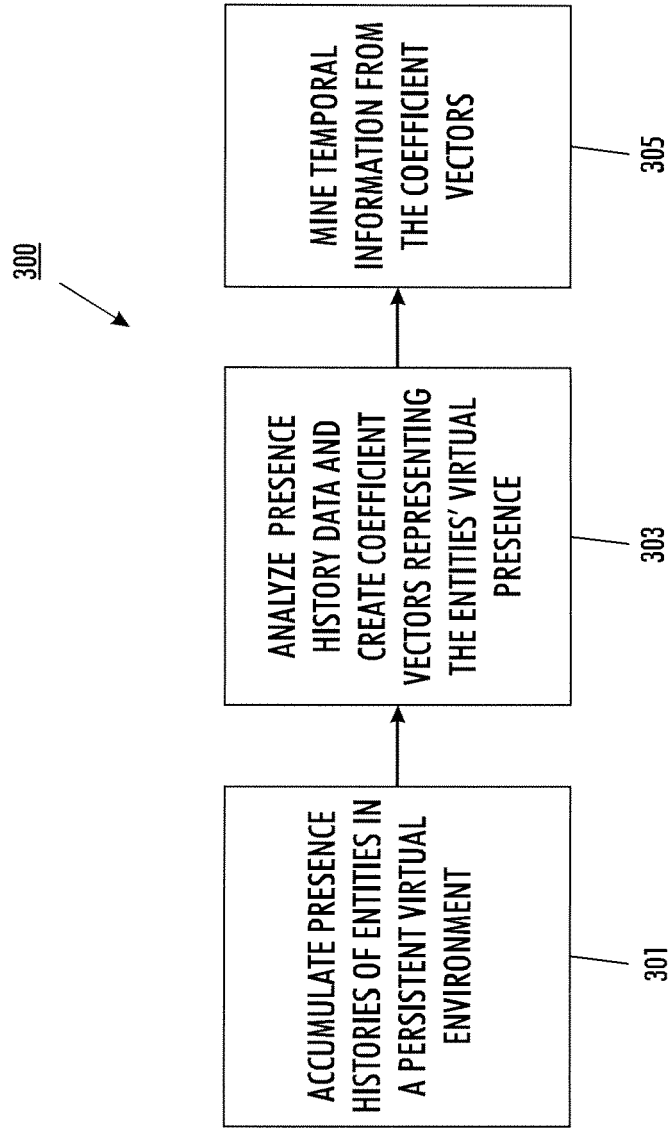 300
ACCUMULATE PRESENCE
HISTORIES OF ENTITIES IN
A PERSISTENT VIRTUAL
ENVIRONMENT
301
ANALYZE PRESENCE
HISTORY DATA AND
CREATE COEFFICIENT
VECTORS REPRESENTING
THE ENTITIES' VIRTUAL
PRESENCE
303
MINE TEMPORAL
INFORMATION FROM
THE COEFFICIENT
VECTORS
305